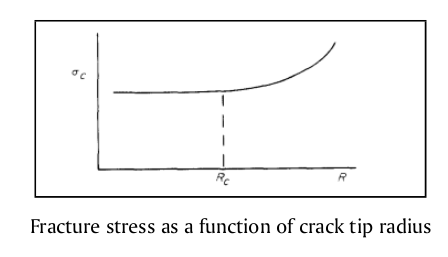 σc
Rc
R
Fracture stress as a function of crack tip radius